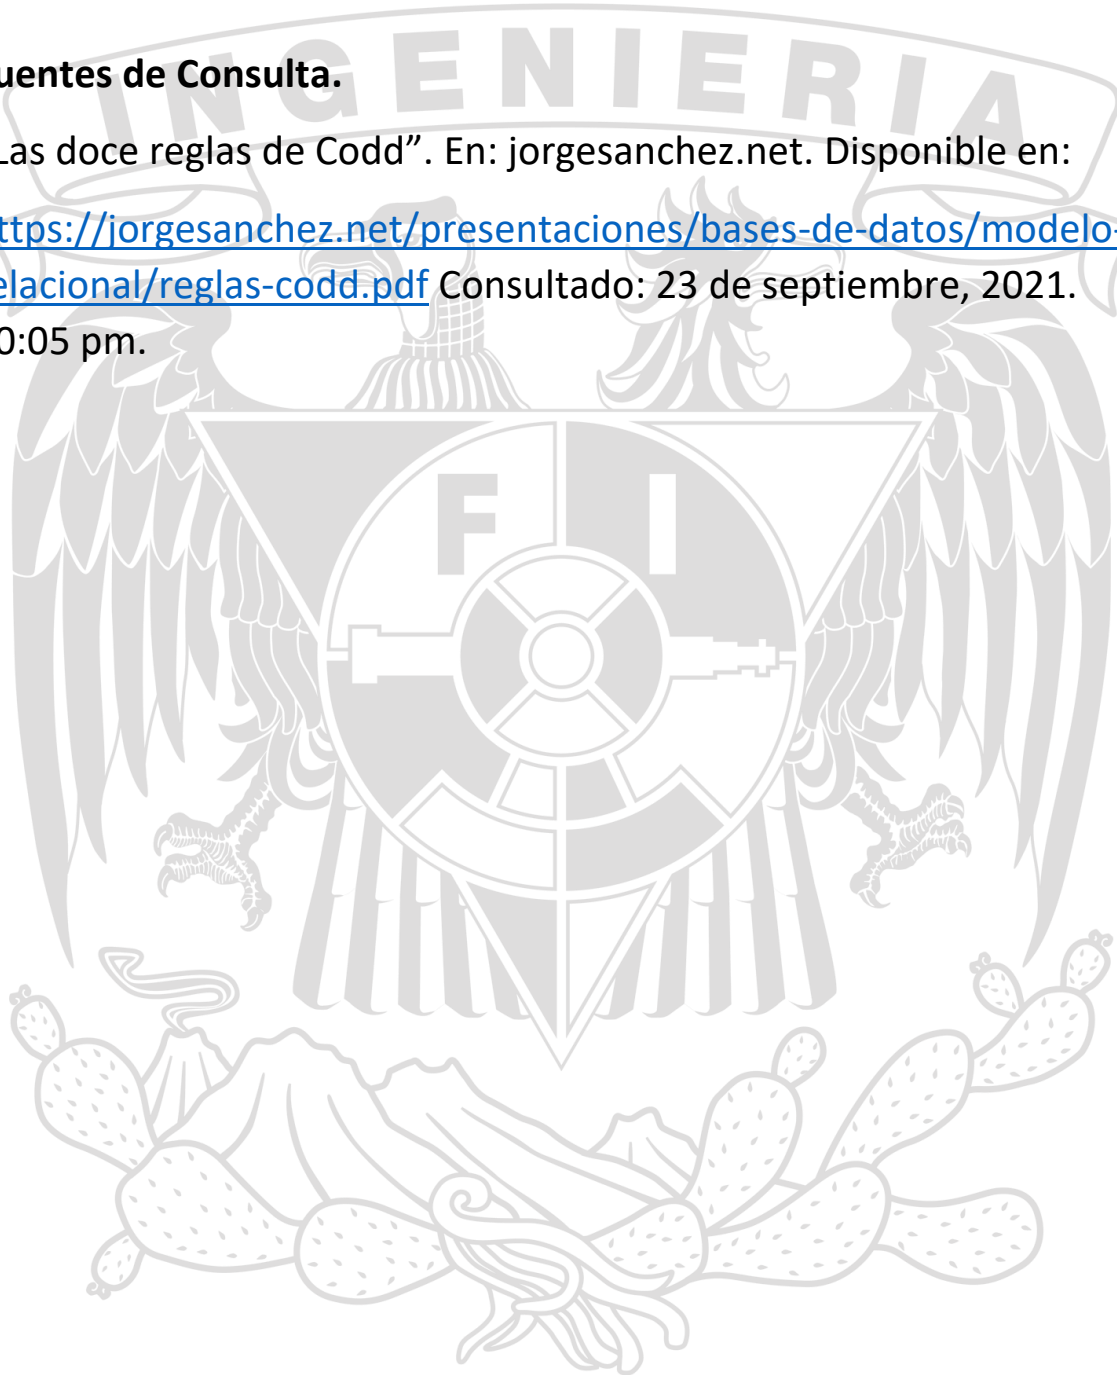 INGENIERIA
uentes de Consulta.
Las doce reglas de Codd”. En: jorgesanchez.net. Disponible en:
ttps://jorgesanchez.net/presentaciones/bases-de-datos/modelo-
elacional/reglas-codd.pdf Consultado: 23 de septiembre, 2021.
0:05 pm.
F I